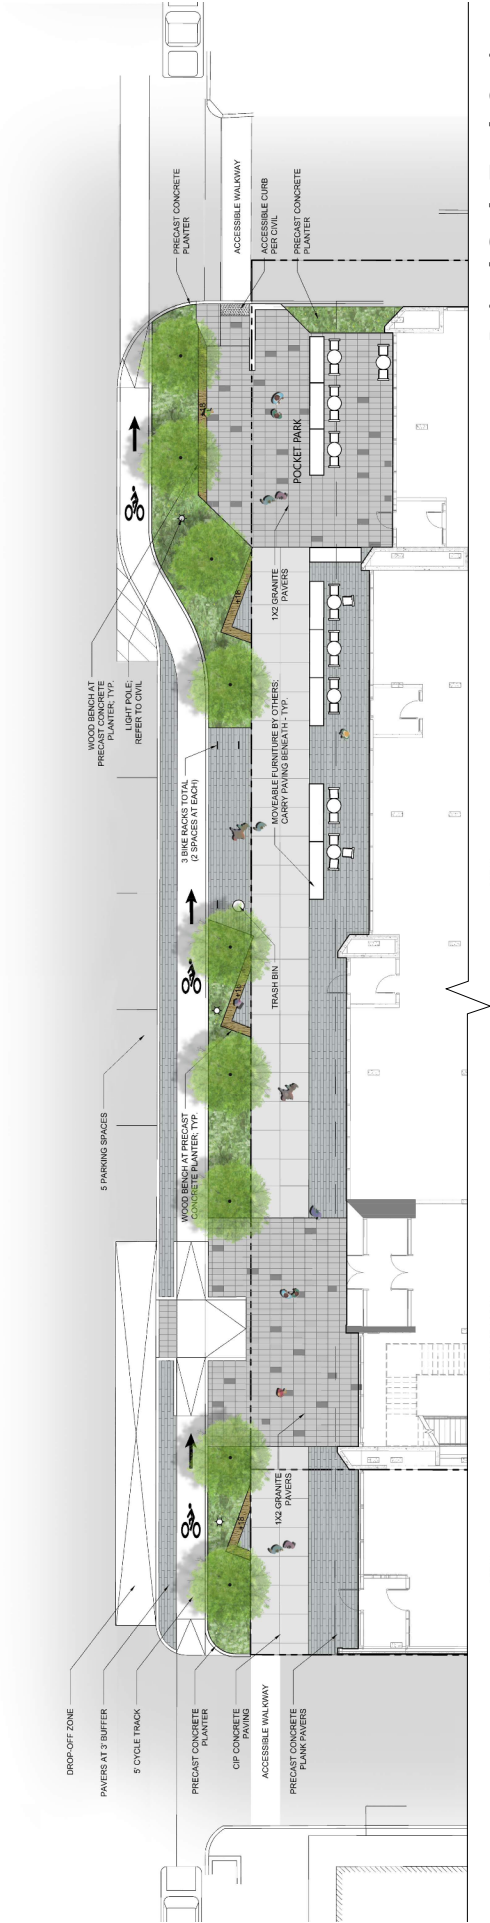 DROP-OFF ZONE
PAVERS AT 3' BUFFER
5' CYCLE TRACK
PRECAST CONCRETE
PLANTER
CIP CONCRETE
PAVING
ACCESSIBLE WALKWAY
PRECAST CONCRETE
PLANK PAVERS
+18
1X2 GRANITE
PAVERS
5 PARKING SPACES
WOOD BENCH AT PRECAST
CONCRETE PLANTER; TYP.
TRASH BIN
3 BIKE RACKS TOTAL
(2 SPACES AT EACH)
MOVEABLE FURNITURE BY OTHERS;
CARRY PAVING BENEATH - TYP.
WOOD BENCH AT
PRECAST CONCRETE
PLANTER; TYP.
LIGHT POLE;
REFER TO CIVIL
+18
1X2 GRANITE
PAVERS
+18
POCKET PARK
PRECAST CONCRETE
PLANTER
ACCESSIBLE WALKWAY
ACCESSIBLE CURB
PER CIVIL
PRECAST CONCRETE
PLANTER